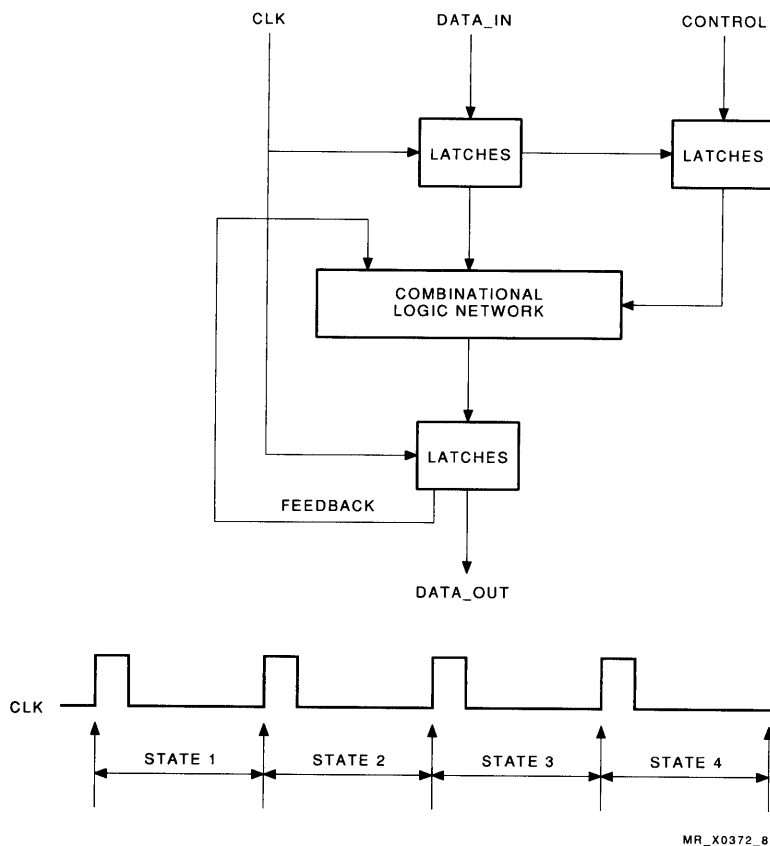 CLK
DATA_IN
CONTROL
LATCHES
LATCHES
COMBINATIONAL
LOGIC NETWORK
LATCHES
FEEDBACK
DATA_OUT
CLK
STATE 1
STATE 2
STATE 3
STATE 4
MR_X0372_8